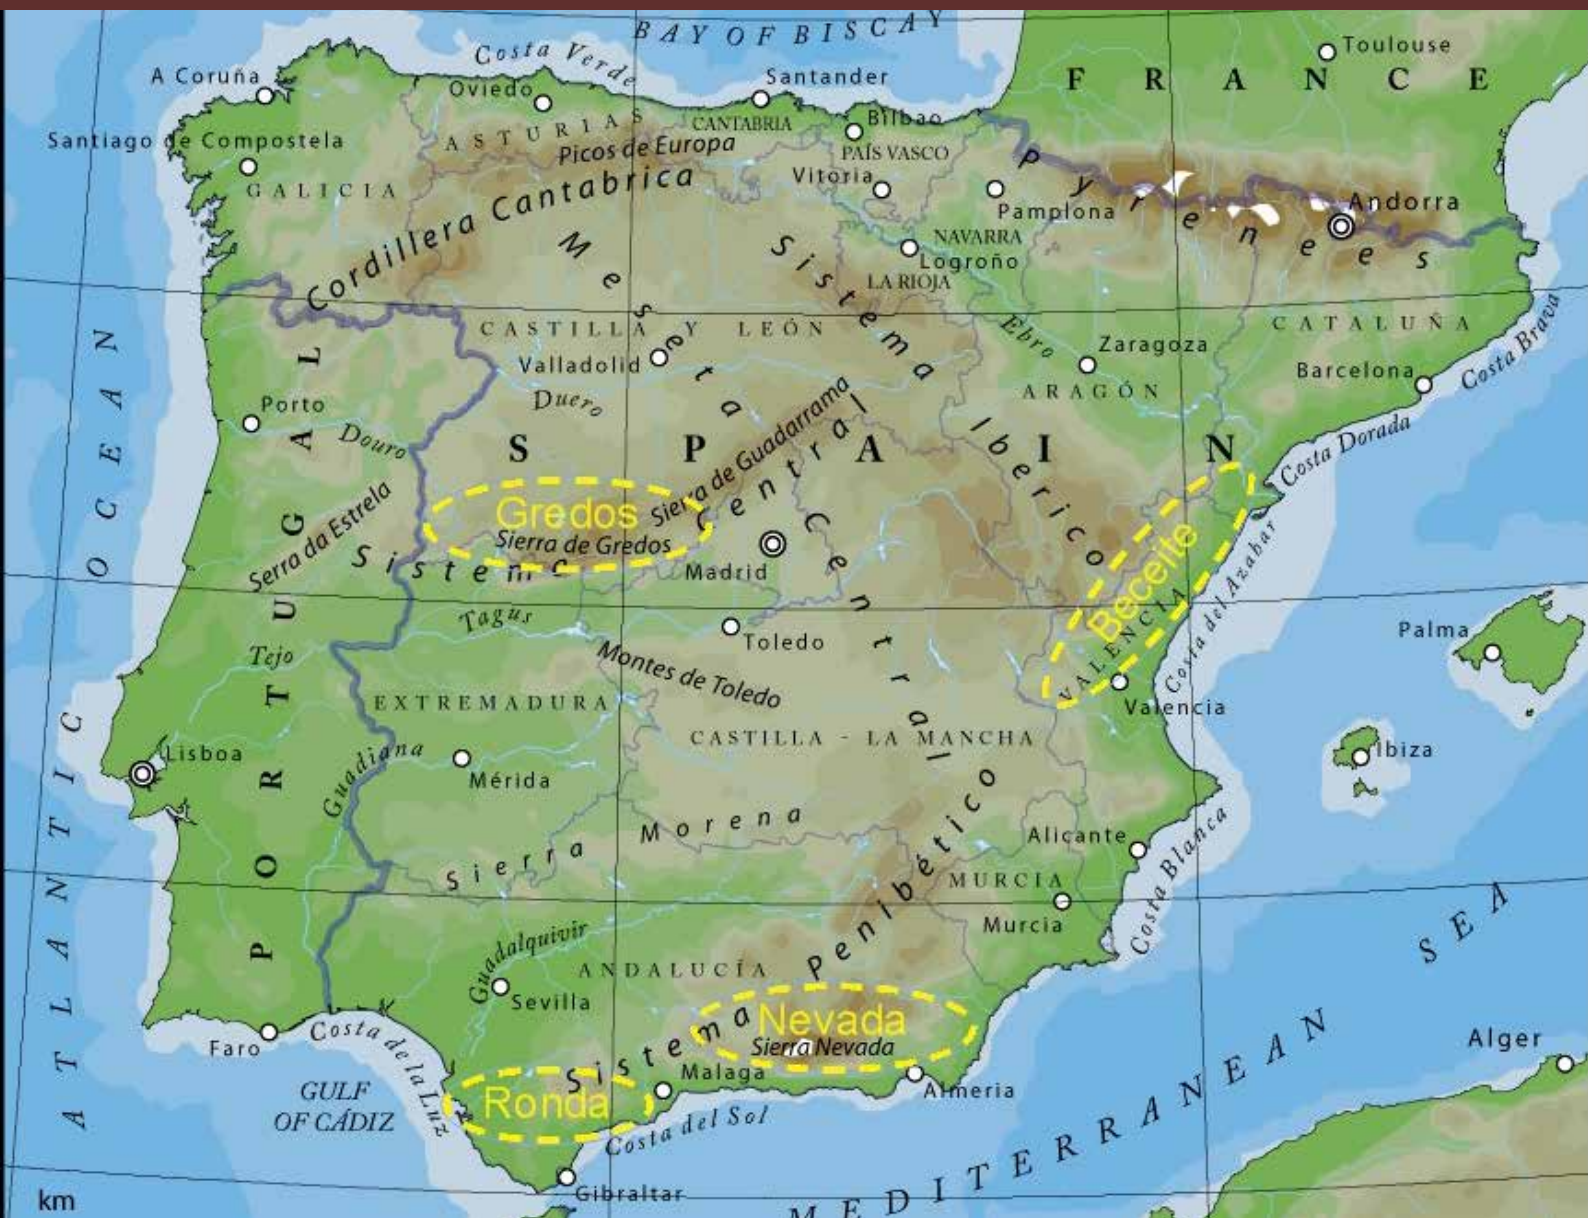 BAY OF BISCAY
Costa Verde
Toulouse
A Coruña
Santander
FRANCE
Oviedo
ASTURIAS
CANTABRIA
Bilbao
Santiago de Compostela
Picos de Europa
PAÍS VASCO
Pyrenees
Vitoria
GALICIA
Cordillera Cantabrica
Pamplona
Andorra
NAVARRA
Logroño
LA RIOJA
Meseta Central
Sistema Iberico
CASTILLA Y LEÓN
Ebro
CATALUÑA
Costa Brava
Valladolid
Zaragoza
Barcelona
ARAGÓN
Duero
Porto
Douro
SPAIN
PORTUGAL
Costa Dorada
Sierra de Guadarrama
Sistema Central
Gredos
Sierra de Gredos
Serra da Estrela
Madrid
Beceite
Costa del Azahar
VALENCIA
Tagus
Toledo
Palma
Tejo
Montes de Toledo
EXTREMADURA
Valencia
CASTILLA - LA MANCHA
Lisboa
Guadiana
Mérida
Ibiza
Sierra Morena
Alicante
Costa Blanca
MURCIA
Murcia
Sistema Penibético
Guadalquivir
ANDALUCÍA
Sevilla
Nevada
Sierra Nevada
Faro
Costa de la Luz
Malaga
Almeria
Alger
Ronda
GULF
OF CÁDIZ
Costa del Sol
Gibraltar
MEDITERRANEAN SEA
ATLANTIC OCEAN
km